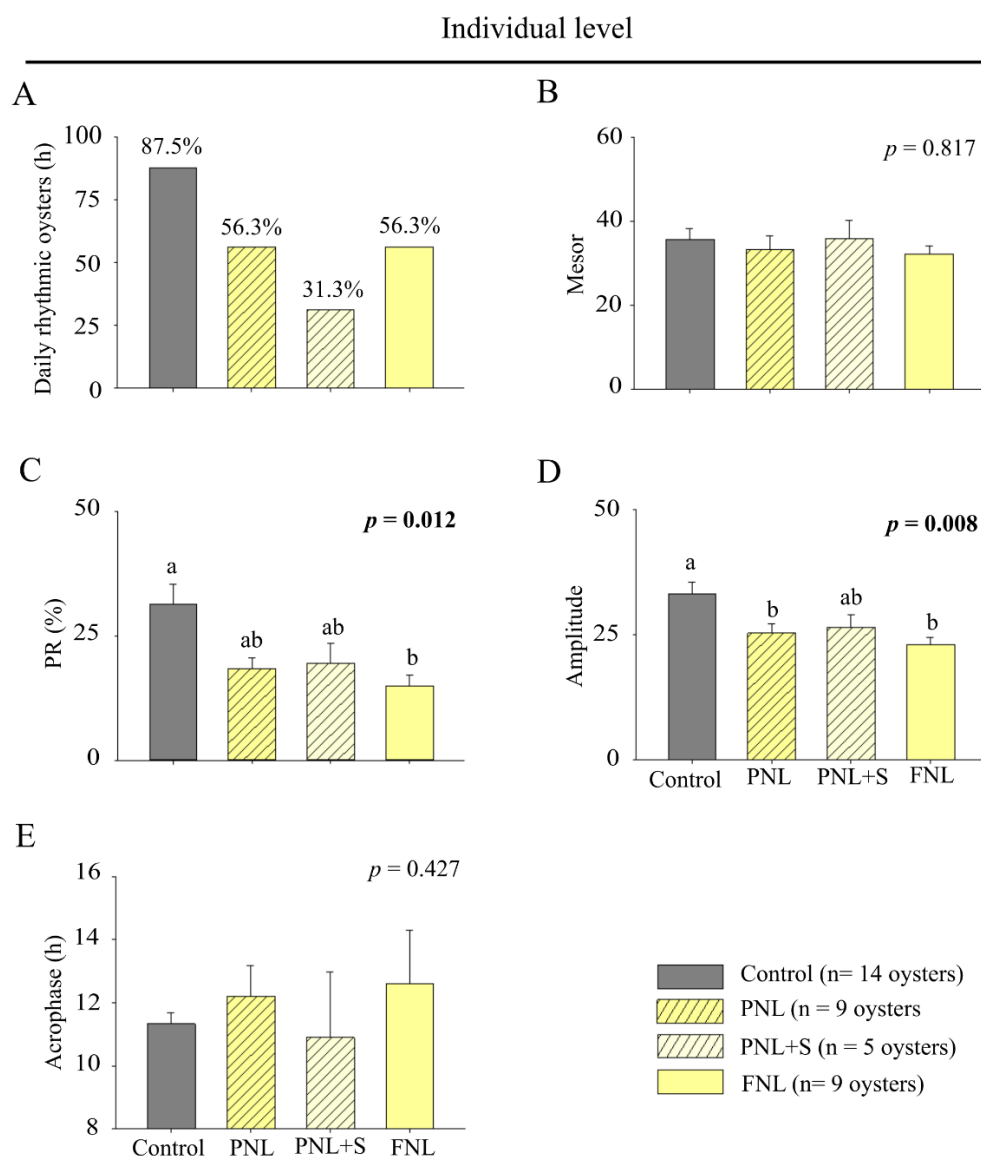 Individual level
A
Daily rhythmic oysters (h)
100
75
50
25
0
87.5%
56.3%
31.3%
56.3%
B
Mesor
60
40
20
0
p = 0.817
C
PR (%)
50
25
0
a
ab
ab
b
p = 0.012
D
Amplitude
50
25
0
a
b
ab
b
p = 0.008
Control PNL PNL+S FNL
E
Acrophase (h)
16
14
12
10
8
p = 0.427
Control PNL PNL+S FNL
Control (n= 14 oysters)
PNL (n = 9 oysters
PNL+S (n = 5 oysters)
FNL (n= 9 oysters)